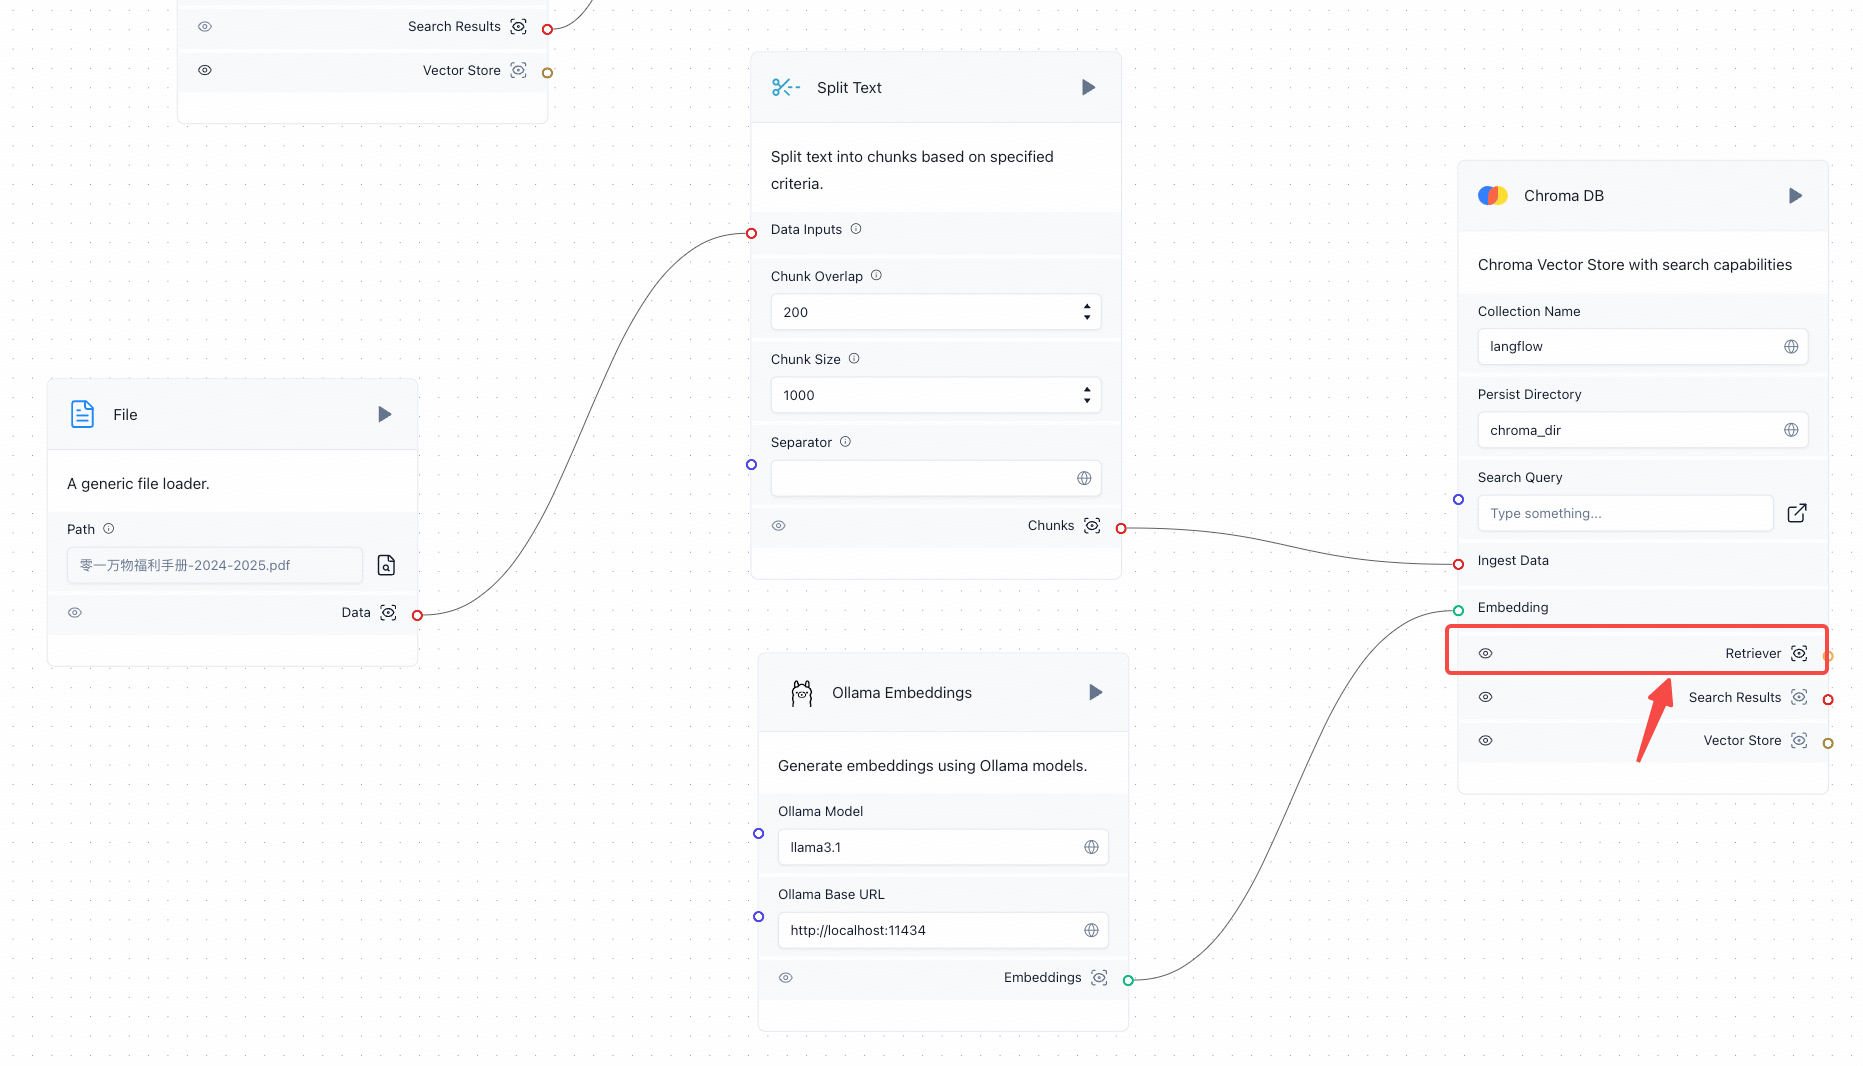 Search Results
Vector Store
Split Text
Split text into chunks based on specified
criteria.
Data Inputs
Chunk Overlap
200
Chunk Size
1000
Separator
Chunks
File
A generic file loader.
Path
零一万物福利手册-2024-2025.pdf
Data
Ollama Embeddings
Generate embeddings using Ollama models.
Ollama Model
llama3.1
Ollama Base URL
http://localhost:11434
Embeddings
Chroma DB
Chroma Vector Store with search capabilities
Collection Name
langflow
Persist Directory
chroma_dir
Search Query
Type something...
Ingest Data
Embedding
Retriever
Search Results
Vector Store